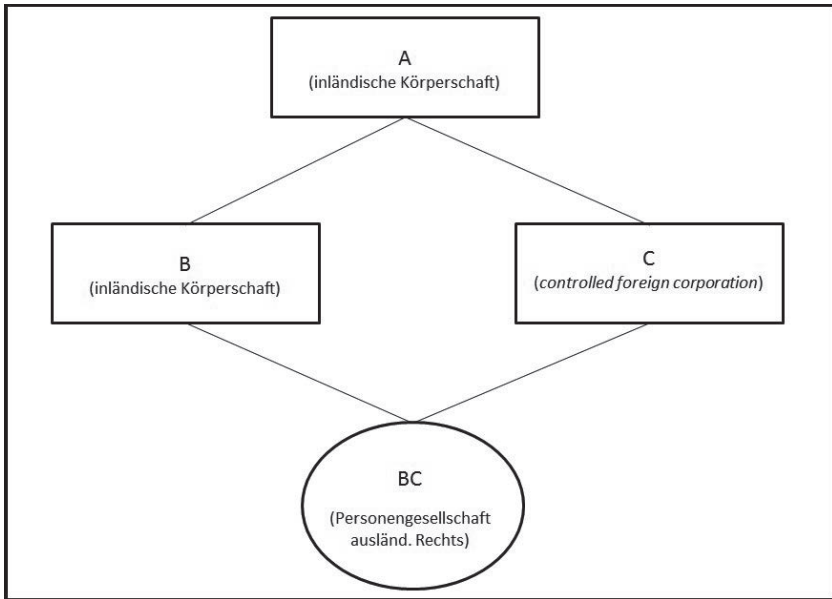 A
(inländische Körperschaft)
B
(inländische Körperschaft)
C
(controlled foreign corporation)
BC
(Personengesellschaft
ausländ. Rechts)